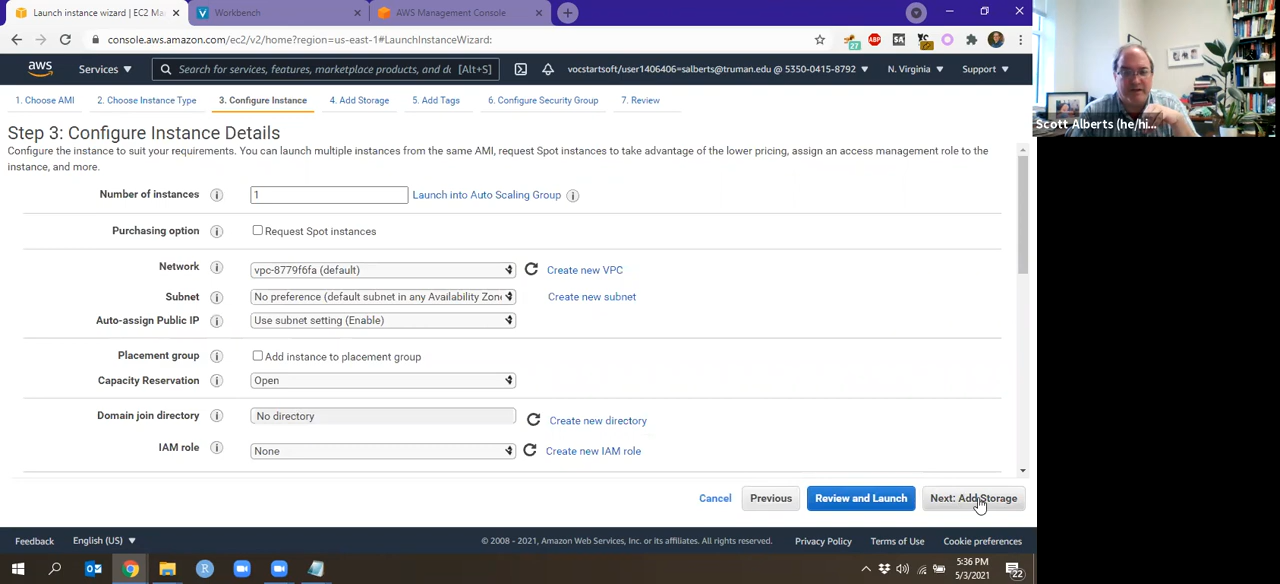 Launch instance wizard | EC2 Ma
Workbench
AWS Management Console
console.aws.amazon.com/ec2/v2/home?region=us-east-1#LaunchInstanceWizard:
27
ABP
aws
Services
Search for services, features, marketplace products, and dc
[Alt+S]
vocstartsoft/user1406406=salberts@truman.edu @ 5350-0415-8792
N. Virginia
Support
Scott Alberts (he/hi...
1. Choose AMI
2. Choose Instance Type
3. Configure Instance
4. Add Storage
5. Add Tags
6. Configure Security Group
7. Review
Step 3: Configure Instance Details
Configure the instance to suit your requirements. You can launch multiple instances from the same AMI, request Spot instances to take advantage of the lower pricing, assign an access management role to the
instance, and more.
Number of instances
1
Launch into Auto Scaling Group
Purchasing option
Request Spot instances
Network
vpc-8779f6fa (default)
Create new VPC
Subnet
No preference (default subnet in any Availability Zone
Create new subnet
Auto-assign Public IP
Use subnet setting (Enable)
Placement group
Add instance to placement group
Capacity Reservation
Open
Domain join directory
No directory
Create new directory
IAM role
None
Create new IAM role
Cancel
Previous
Review and Launch
Next: Add Storage
Feedback
English (US)
© 2008 - 2021, Amazon Web Services, Inc. or its affiliates. All rights reserved.
Privacy Policy
Terms of Use
Cookie preferences
5:36 PM
5/3/2021
22